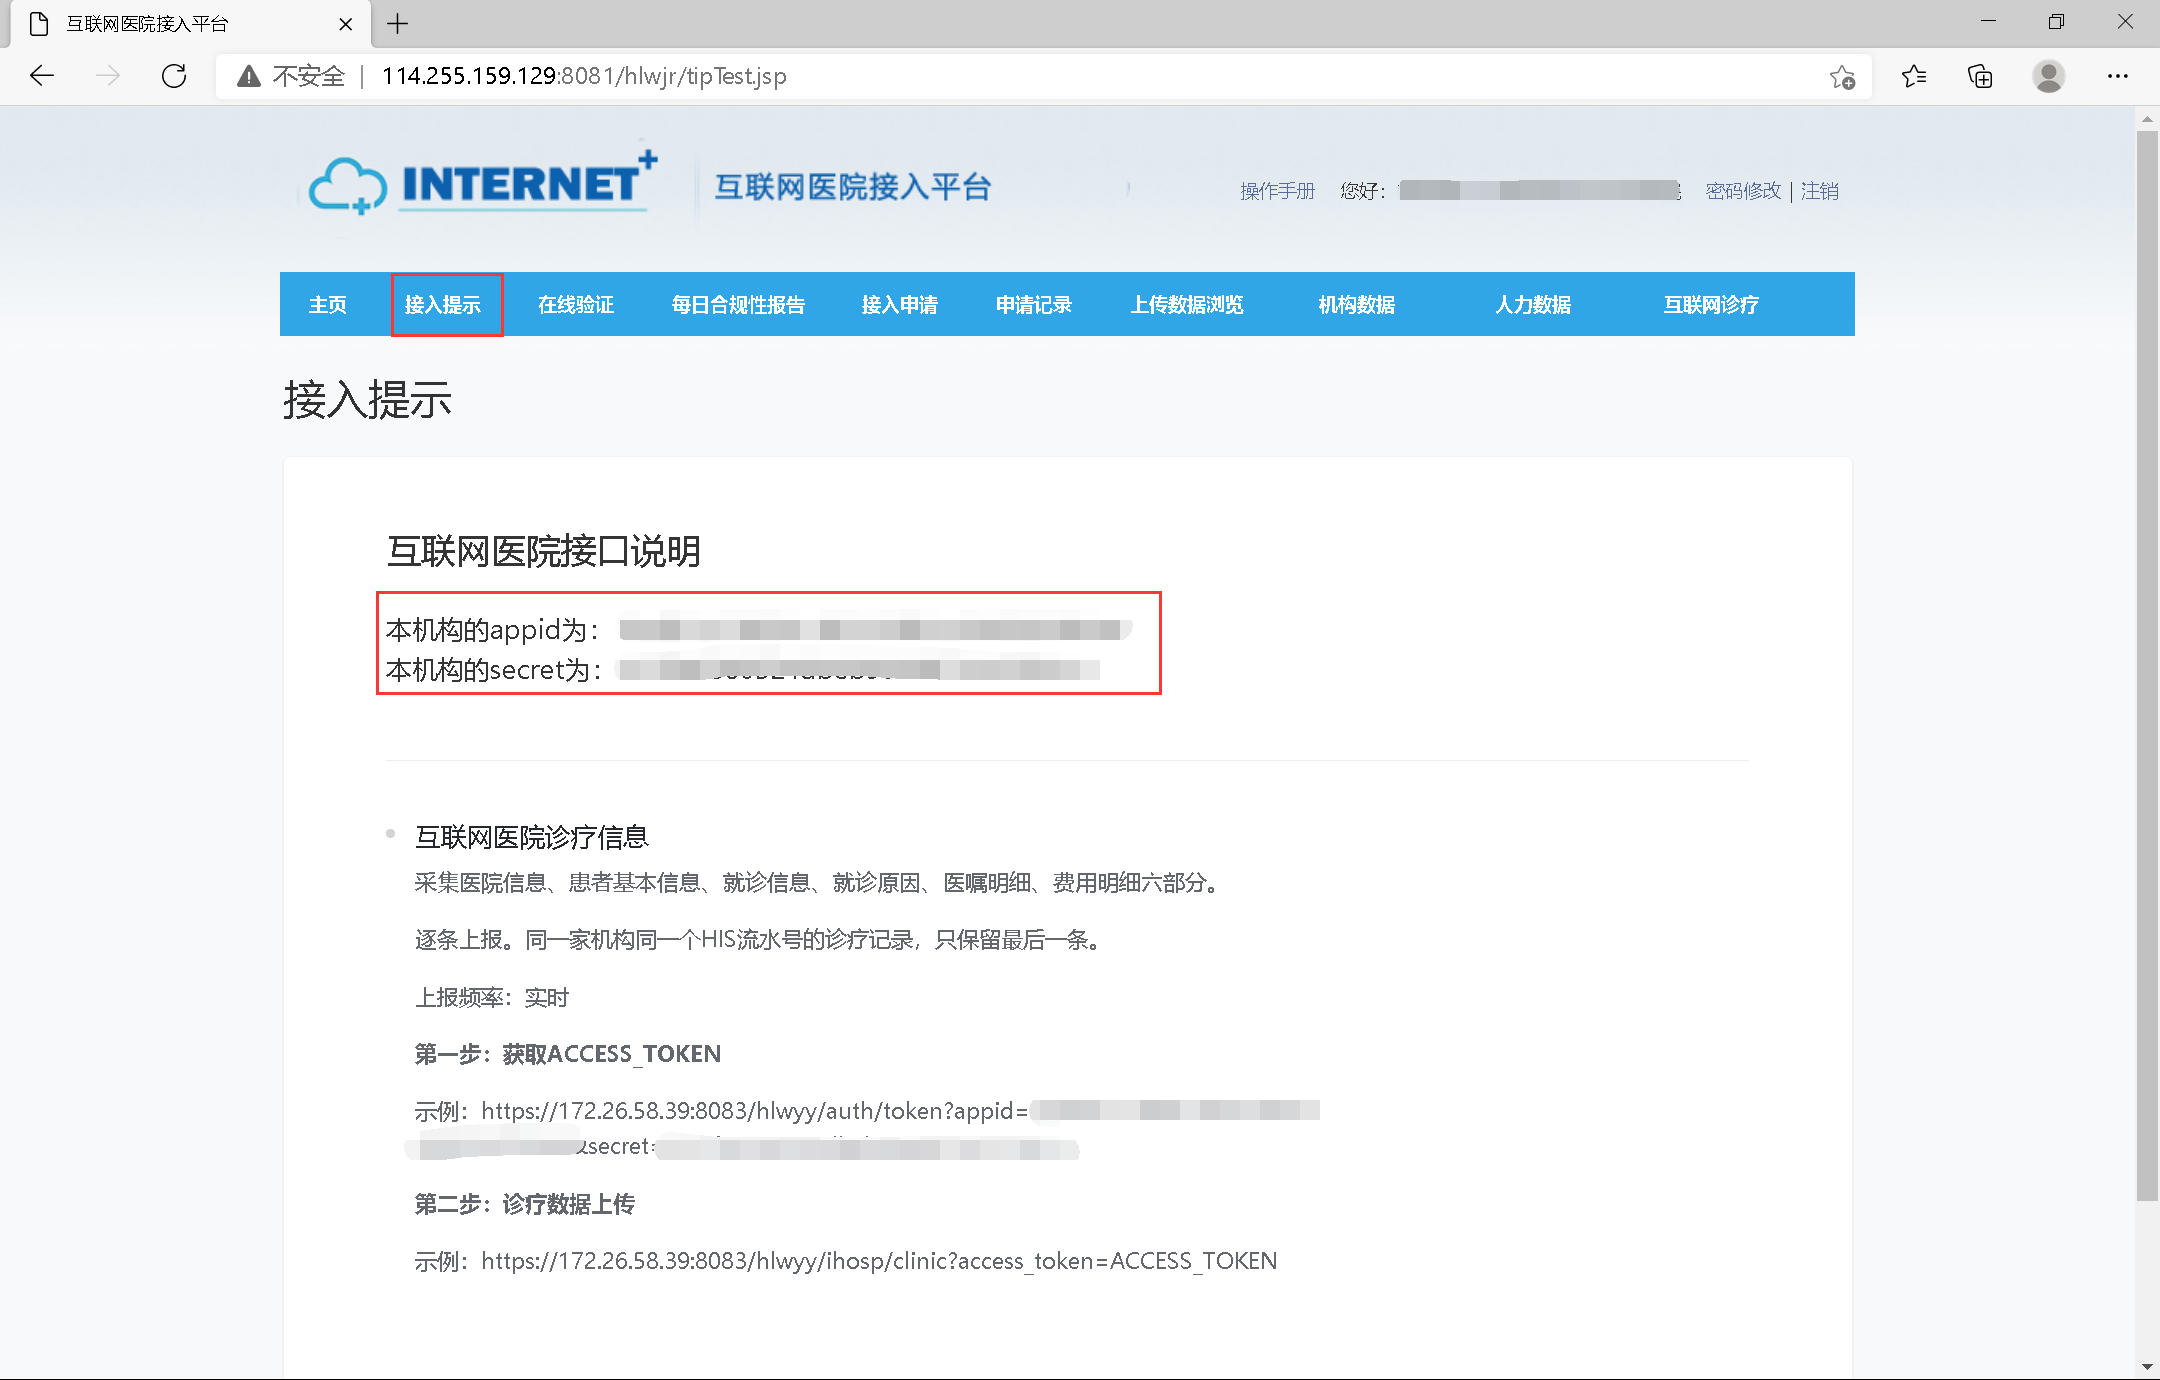 互联网医院接入平台
不安全 | 114.255.159.129:8081/hlwjr/tipTest.jsp
INTERNET+ 互联网医院接入平台
操作手册 您好： 密码修改 | 注销
主页 接入提示 在线验证 每日合规性报告 接入申请 申请记录 上传数据浏览 机构数据 人力数据 互联网诊疗
接入提示
互联网医院接口说明
本机构的appid为：
本机构的secret为：
互联网医院诊疗信息
采集医院信息、患者基本信息、就诊信息、就诊原因、医嘱明细、费用明细六部分。
逐条上报。同一家机构同一个HIS流水号的诊疗记录，只保留最后一条。
上报频率：实时
第一步：获取ACCESS_TOKEN
示例：https://172.26.58.39:8083/hlwyy/auth/token?appid=
&secret=
第二步：诊疗数据上传
示例：https://172.26.58.39:8083/hlwyy/ihosp/clinic?access_token=ACCESS_TOKEN